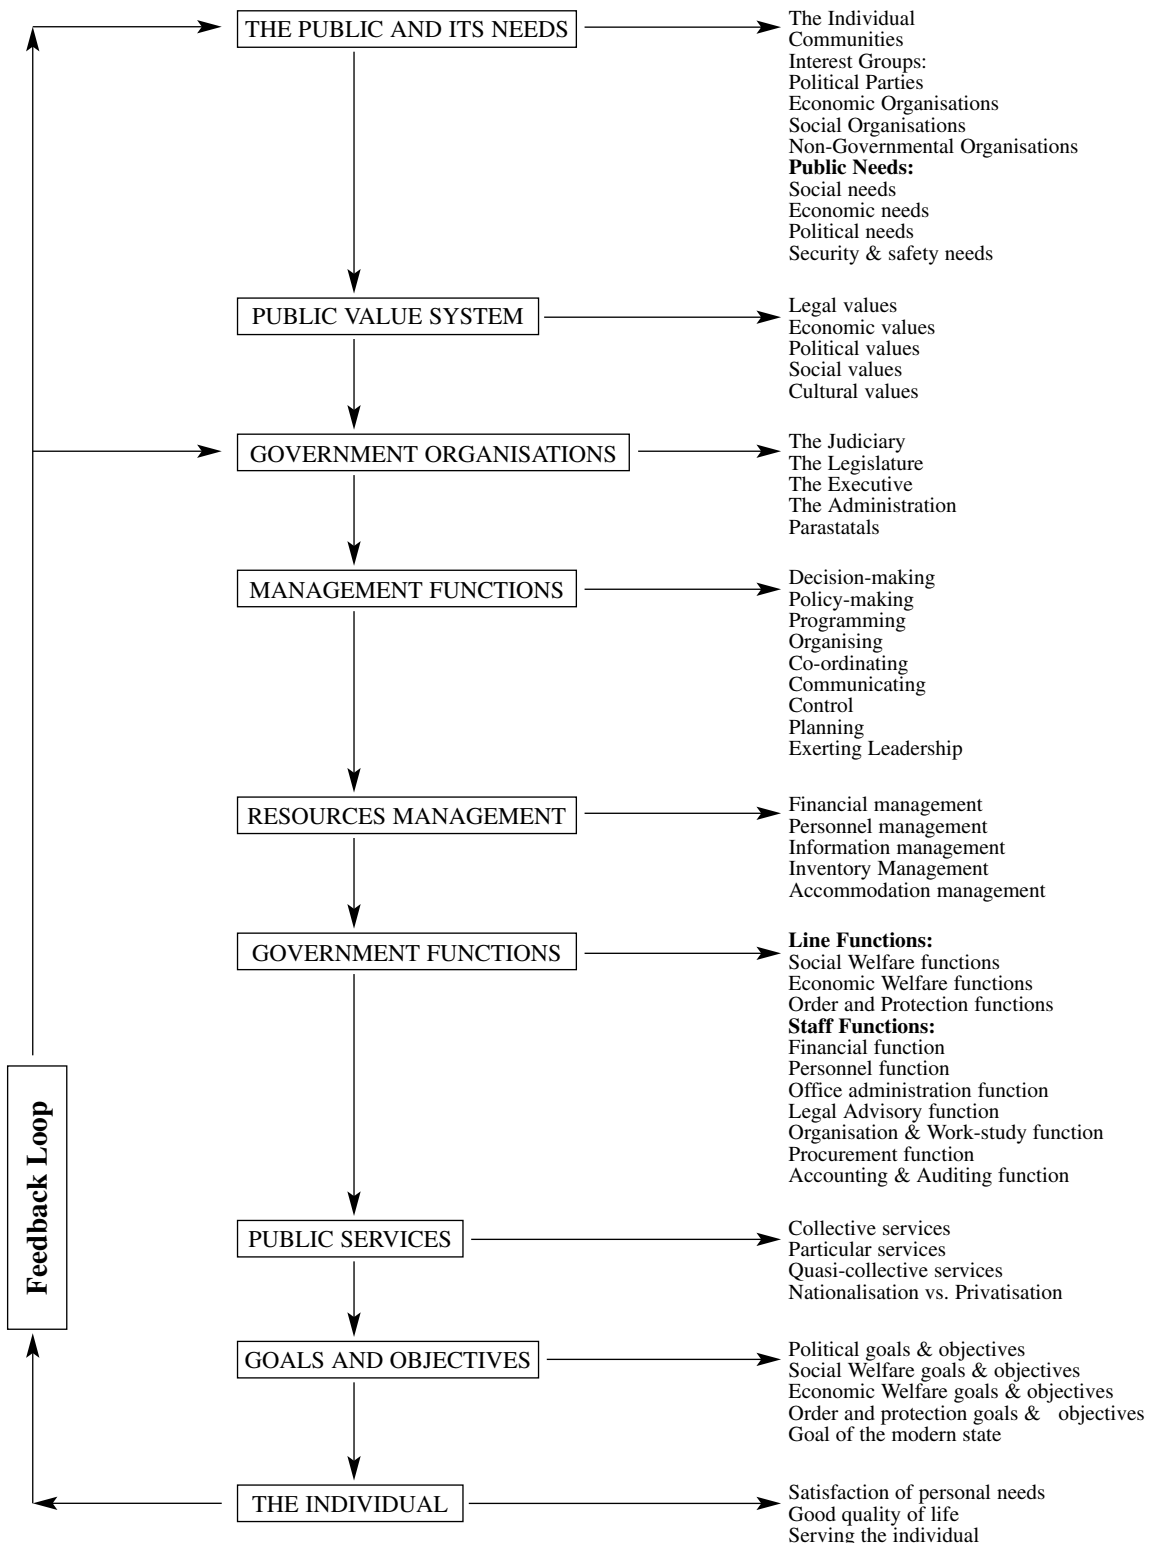 THE PUBLIC AND ITS NEEDS
The Individual
Communities
Interest Groups:
Political Parties
Economic Organisations
Social Organisations
Non-Governmental Organisations
Public Needs:
Social needs
Economic needs
Political needs
Security & safety needs
PUBLIC VALUE SYSTEM
Legal values
Economic values
Political values
Social values
Cultural values
GOVERNMENT ORGANISATIONS
The Judiciary
The Legislature
The Executive
The Administration
Parastatals
MANAGEMENT FUNCTIONS
Decision-making
Policy-making
Programming
Organising
Co-ordinating
Communicating
Control
Planning
Exerting Leadership
RESOURCES MANAGEMENT
Financial management
Personnel management
Information management
Inventory Management
Accommodation management
GOVERNMENT FUNCTIONS
Line Functions:
Social Welfare functions
Economic Welfare functions
Order and Protection functions
Staff Functions:
Financial function
Personnel function
Office administration function
Legal Advisory function
Organisation & Work-study function
Procurement function
Accounting & Auditing function
PUBLIC SERVICES
Collective services
Particular services
Quasi-collective services
Nationalisation vs. Privatisation
GOALS AND OBJECTIVES
Political goals & objectives
Social Welfare goals & objectives
Economic Welfare goals & objectives
Order and protection goals & objectives
Goal of the modern state
THE INDIVIDUAL
Satisfaction of personal needs
Good quality of life
Serving the individual
Feedback Loop